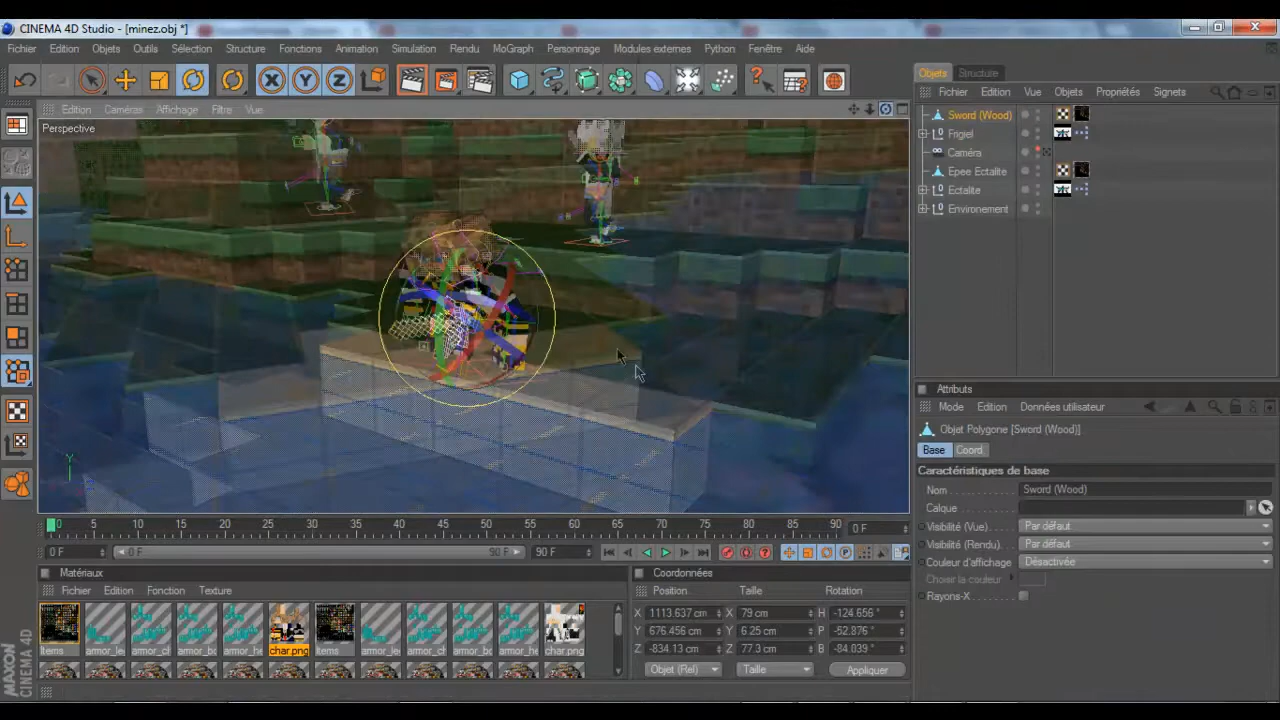 CINEMA 4D Studio - [minez.obj *]
Fichier Edition Objets Outils Sélection Structure Fonctions Animation Simulation Rendu MoGraph Personnage Modules externes Python Fenêtre Aide
X Y Z
Objets Structure
Fichier Edition Vue Objets Propriétés Signets
Edition Caméras Affichage Filtre Vue
Perspective
Sword (Wood)
Frigiel
Caméra
Epee Ectalite
Ectalite
Environement
Attributs
Mode Edition Données utilisateur
Objet Polygone [Sword (Wood)]
Base Coord
Caractéristiques de base
Nom Sword (Wood)
Calque
Visibilité (Vue) Par défaut
Visibilité (Rendu) Par défaut
Couleur d'affichage Désactivée
Choisir la couleur
Rayons-X
Y
0 5 10 15 20 25 30 35 40 45 50 55 60 65 70 75 80 85 90 0 F
0 F 0 F 90 F 90 F
Matériaux
Fichier Edition Fonction Texture
Items armor_le armor_ch armor_bo armor_he char.png Items armor_le armor_ch armor_bo armor_he char.png
Coordonnées
Position Taille Rotation
X 1113.637 cm X 79 cm H -124.656 °
Y 676.456 cm Y 6.25 cm P -52.876 °
Z -834.13 cm Z 77.3 cm B -84.039 °
Objet (Rel) Taille Appliquer
MAXON
CINEMA 4D